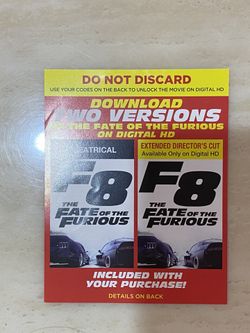 DO NOT DISCARD
USE YOUR CODES ON THE BACK TO UNLOCK THE MOVIE ON DIGITAL HD
DOWNLOAD
TWO VERSIONS
OF THE FATE OF THE FURIOUS
ON DIGITAL HD
THEATRICAL
F8
THE
FATE OF THE
FURIOUS
EXTENDED DIRECTOR'S CUT
Available Only on Digital HD
F8
THE
FATE OF THE
FURIOUS
INCLUDED WITH
YOUR PURCHASE!
DETAILS ON BACK